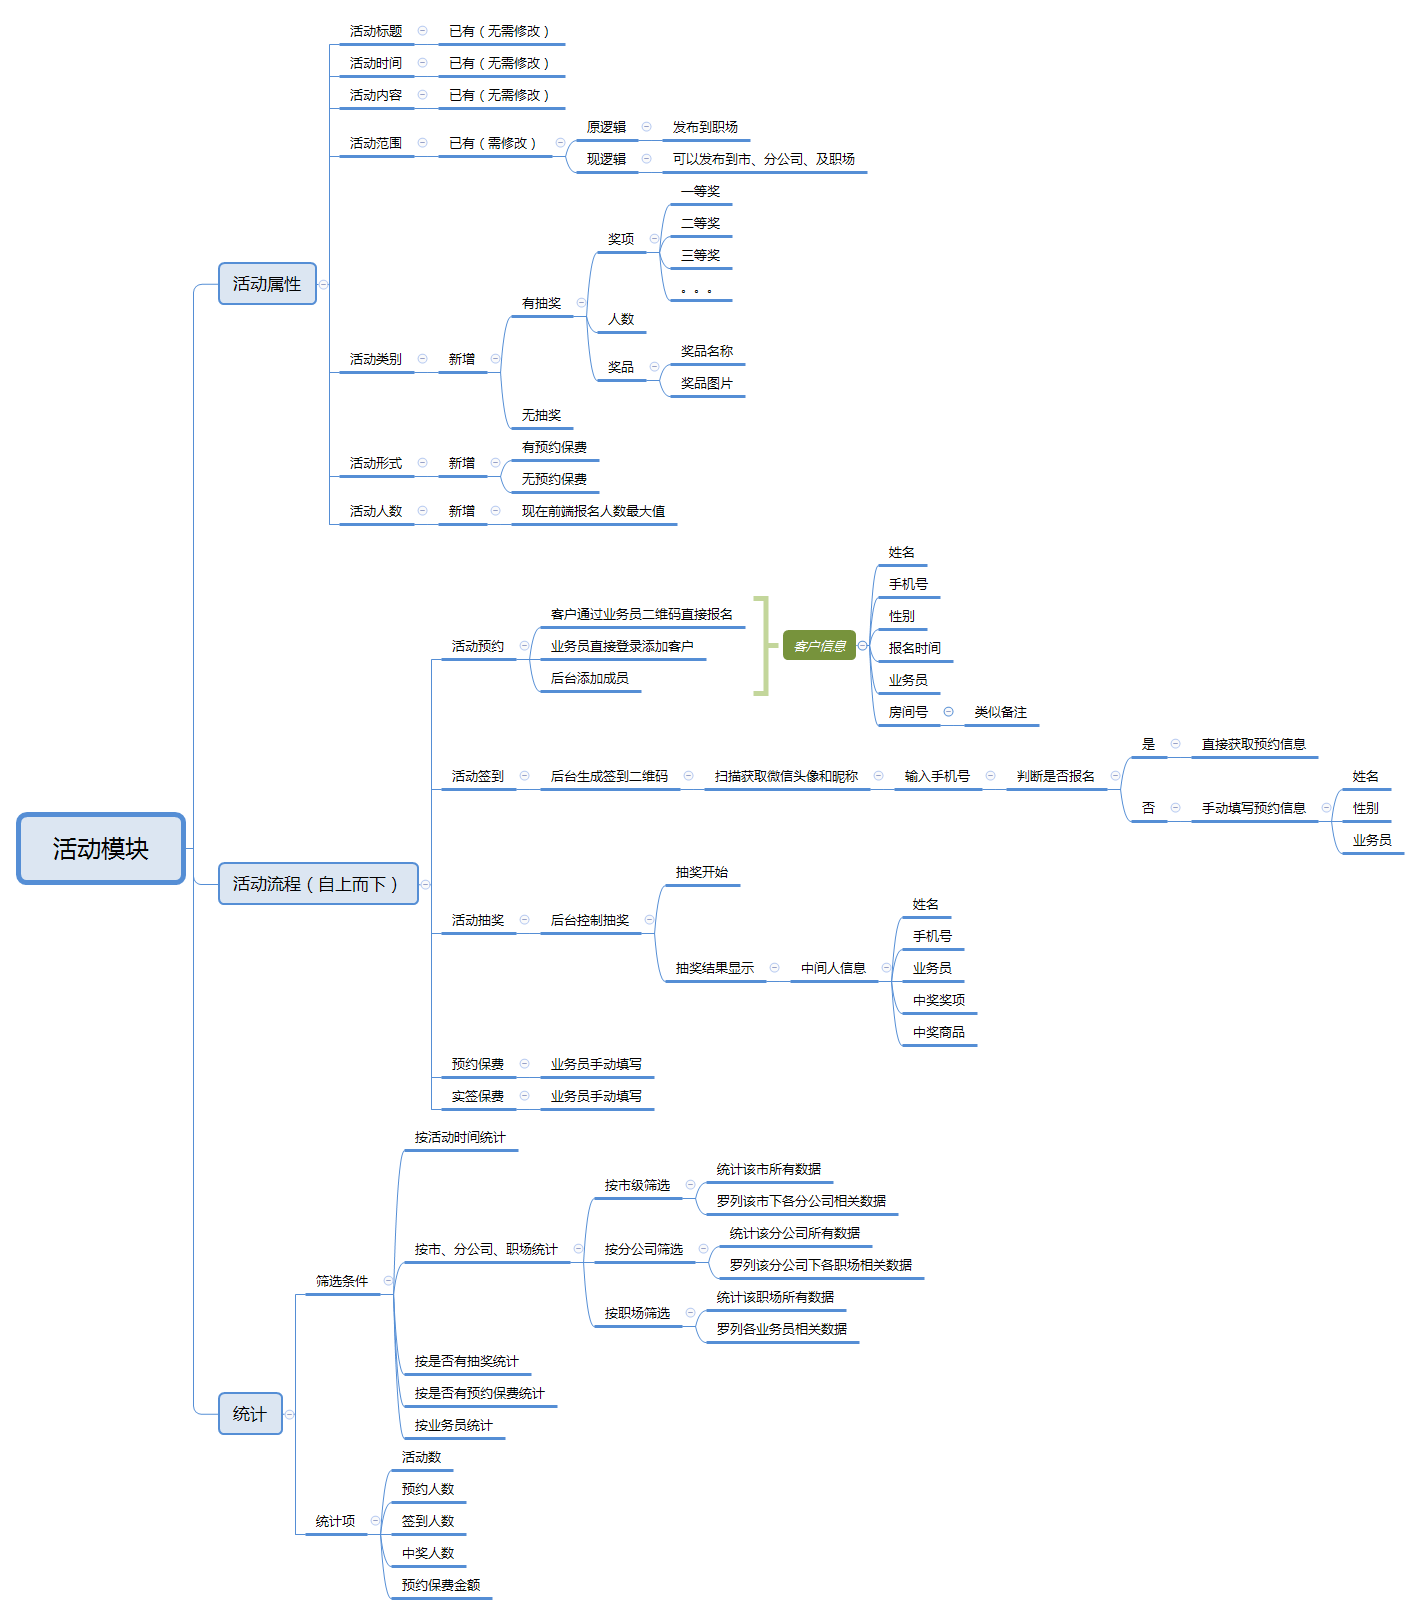 活动模块
活动属性
活动标题
已有（无需修改）
活动时间
已有（无需修改）
活动内容
已有（无需修改）
活动范围
已有（需修改）
原逻辑
发布到职场
现逻辑
可以发布到市、分公司、及职场
活动类别
新增
有抽奖
奖项
一等奖
二等奖
三等奖
。。。
人数
奖品
奖品名称
奖品图片
无抽奖
活动形式
新增
有预约保费
无预约保费
活动人数
新增
现在前端报名人数最大值
活动流程（自上而下）
活动预约
客户通过业务员二维码直接报名
业务员直接登录添加客户
后台添加成员
客户信息
姓名
手机号
性别
报名时间
业务员
房间号
类似备注
活动签到
后台生成签到二维码
扫描获取微信头像和昵称
输入手机号
判断是否报名
是
直接获取预约信息
否
手动填写预约信息
姓名
性别
业务员
活动抽奖
后台控制抽奖
抽奖开始
抽奖结果显示
中间人信息
姓名
手机号
业务员
中奖奖项
中奖商品
预约保费
业务员手动填写
实签保费
业务员手动填写
统计
筛选条件
按活动时间统计
按市、分公司、职场统计
按市级筛选
统计该市所有数据
罗列该市下各分公司相关数据
按分公司筛选
统计该分公司所有数据
罗列该分公司下各职场相关数据
按职场筛选
统计该职场所有数据
罗列各业务员相关数据
按是否有抽奖统计
按是否有预约保费统计
按业务员统计
统计项
活动数
预约人数
签到人数
中奖人数
预约保费金额